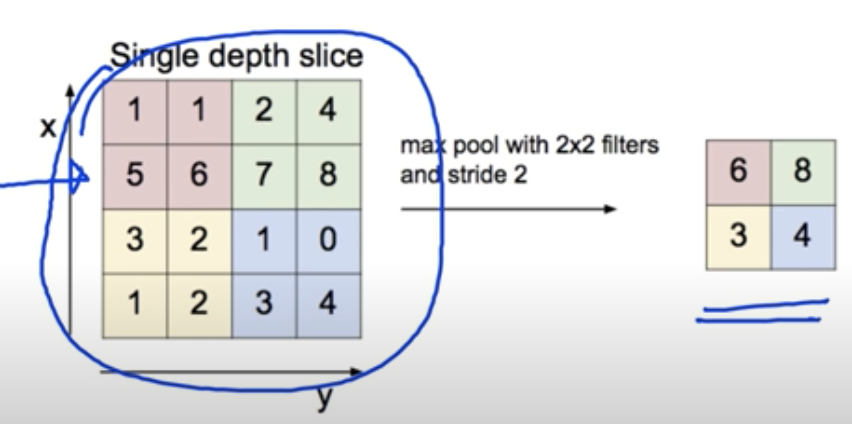 Single depth slice
x
1 1 2 4
5 6 7 8
3 2 1 0
1 2 3 4
y
max pool with 2x2 filters
and stride 2
6 8
3 4